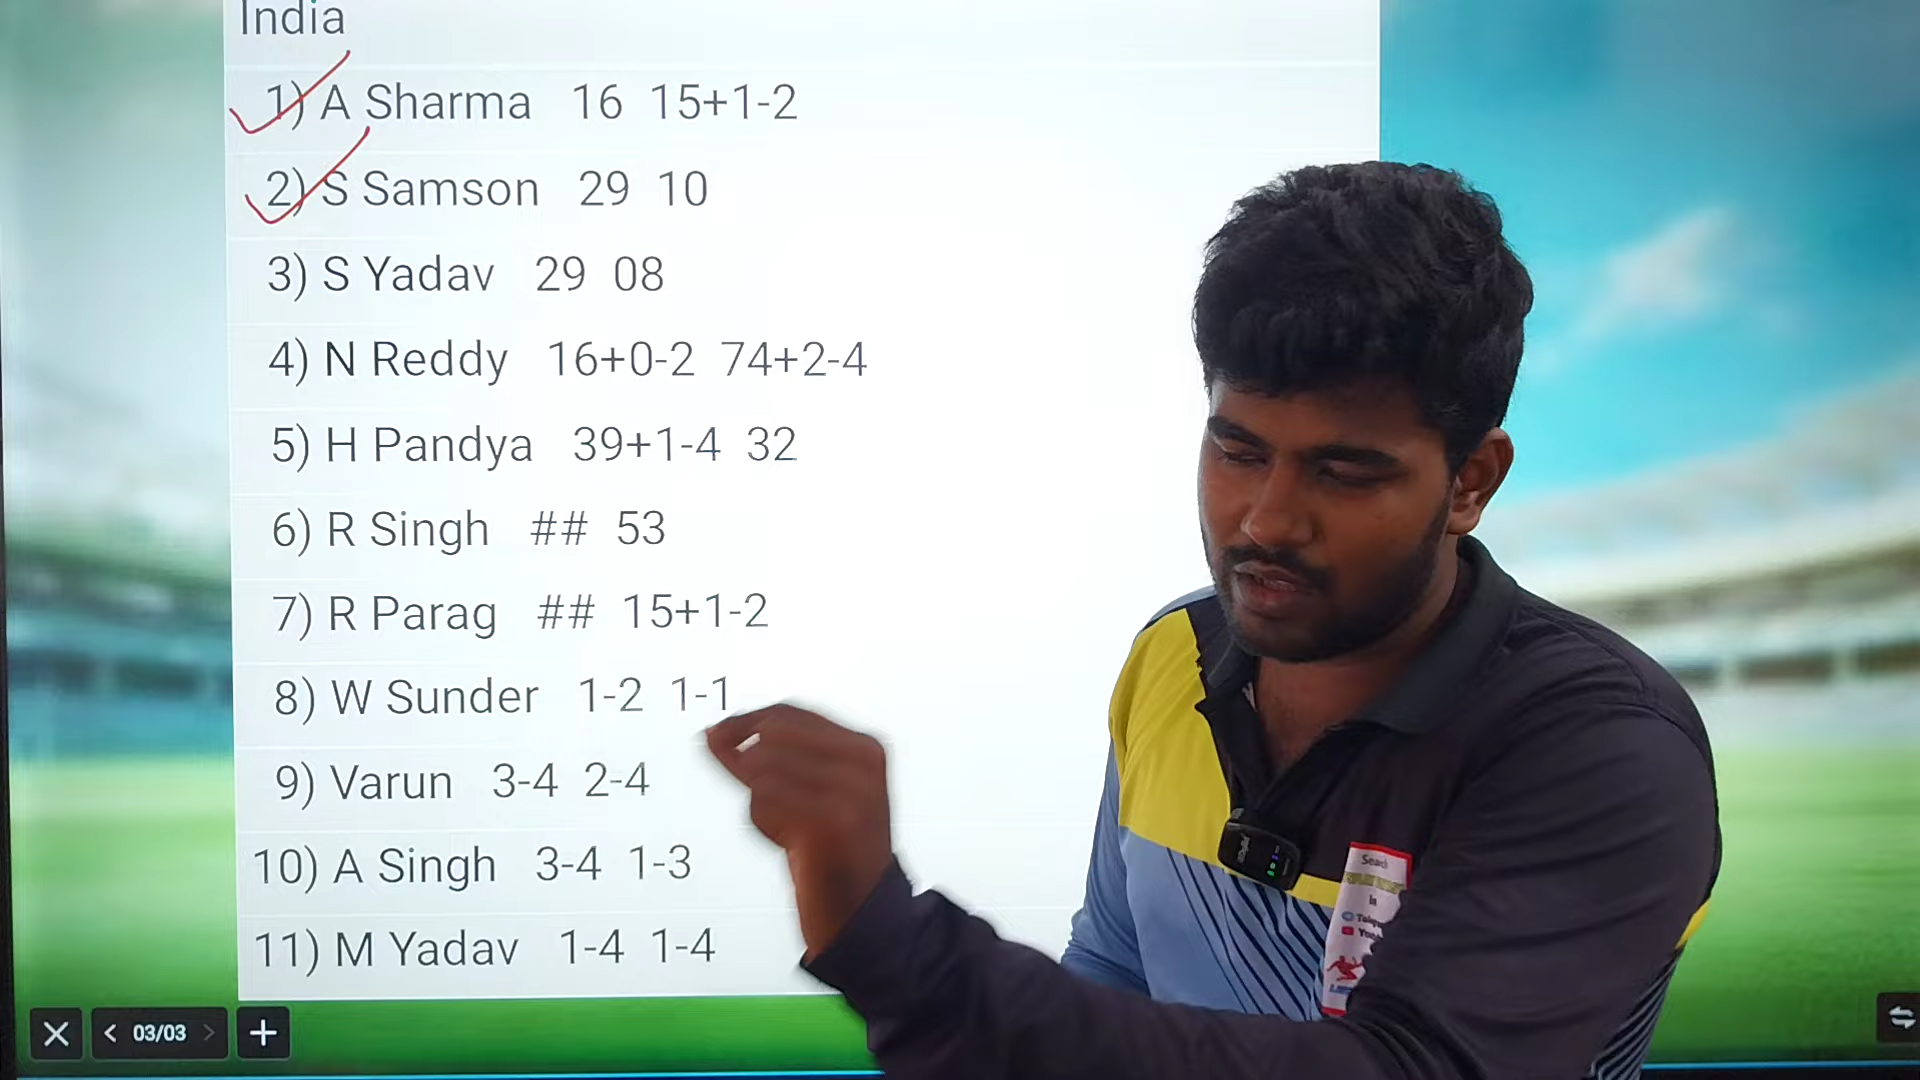 India
1) A Sharma 16 15+1-2
2) S Samson 29 10
3) S Yadav 29 08
4) N Reddy 16+0-2 74+2-4
5) H Pandya 39+1-4 32
6) R Singh ## 53
7) R Parag ## 15+1-2
8) W Sunder 1-2 1-1
9) Varun 3-4 2-4
10) A Singh 3-4 1-3
11) M Yadav 1-4 1-4
03/03
Search
In